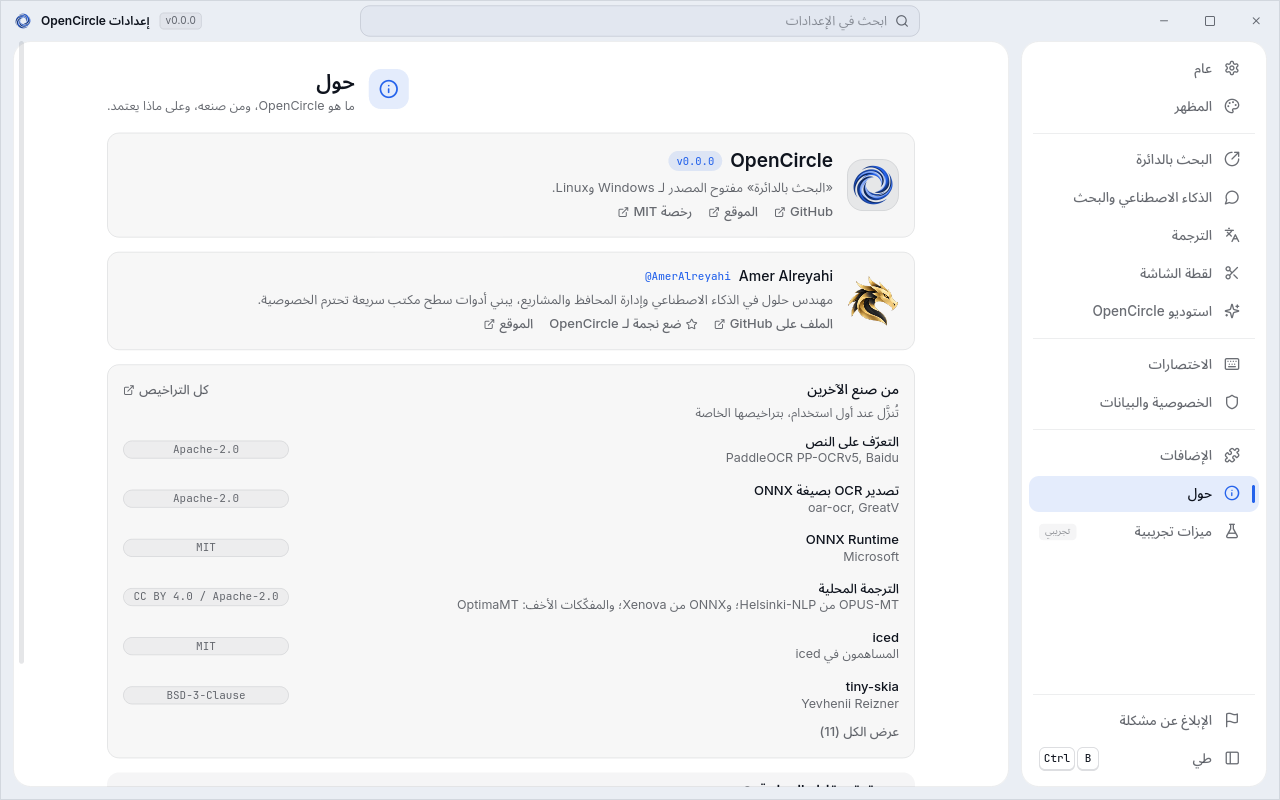 إعدادات OpenCircle v0.0.0
ابحث في الإعدادات
عام
المظهر
البحث بالدائرة
الذكاء الاصطناعي والبحث
الترجمة
لقطة الشاشة
استوديو OpenCircle
الاختصارات
الخصوصية والبيانات
الإضافات
حول
ميزات تجريبية تجريبي
الإبلاغ عن مشكلة
طي Ctrl B
حول
ما هو OpenCircle، ومن صنعه، وعلى ماذا يعتمد.
OpenCircle v0.0.0
«البحث بالدائرة» مفتوح المصدر لـ Windows وLinux.
GitHub الموقع رخصة MIT
Amer Alreyahi @AmerAlreyahi
مهندس حلول في الذكاء الاصطناعي وإدارة المحافظ والمشاريع، يبني أدوات سطح مكتب سريعة تحترم الخصوصية.
الملف على GitHub ضع نجمة لـ OpenCircle الموقع
من صنع الآخرين كل التراخيص
تُنزَّل عند أول استخدام، بتراخيصها الخاصة
التعرّف على النص Apache-2.0
PaddleOCR PP-OCRv5, Baidu
تصدير OCR بصيغة ONNX Apache-2.0
oar-ocr, GreatV
ONNX Runtime MIT
Microsoft
الترجمة المحلية CC BY 4.0 / Apache-2.0
OPUS-MT من Helsinki-NLP؛ وONNX من Xenova؛ والمفكّكات الأخف: OptimaMT
iced MIT
المساهمون في iced
tiny-skia BSD-3-Clause
Yevhenii Reizner
عرض الكل (11)